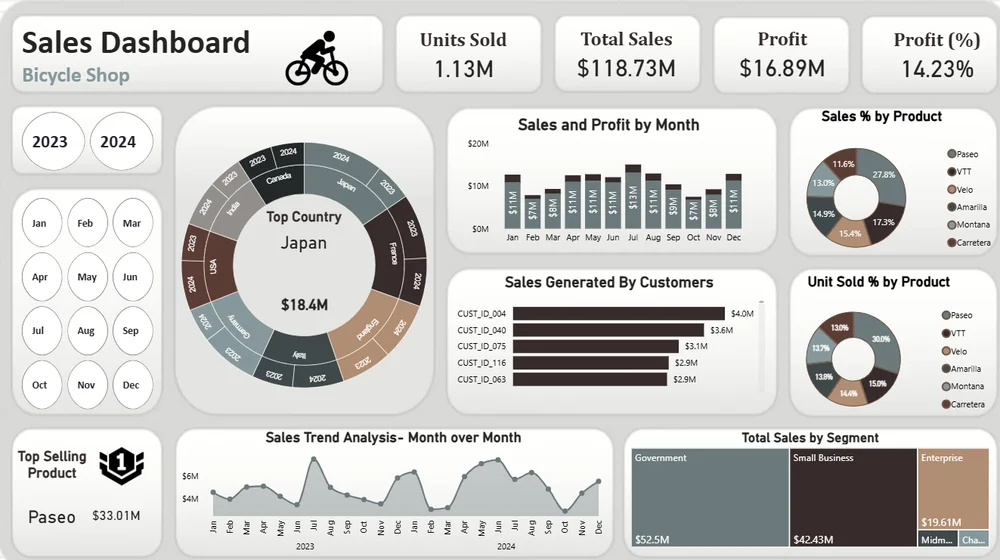 Sales Dashboard
Bicycle Shop
Units Sold
1.13M
Total Sales
$118.73M
Profit
$16.89M
Profit (%)
14.23%
2023
2024
Jan
Feb
Mar
Apr
May
Jun
Jul
Aug
Sep
Oct
Nov
Dec
2024
2023
Japan
2023
2024
France
2024
2023
England
2024
2023
Italy
2023
2024
Germany
2024
2023
USA
2024
2023
India
2023
2024
Canada
Top Country
Japan
$18.4M
Sales and Profit by Month
$20M
$10M
$0M
$11M
$7M
$8M
$11M
$11M
$11M
$13M
$11M
$9M
$7M
$8M
$11M
Jan Feb Mar Apr May Jun Jul Aug Sep Oct Nov Dec
Sales % by Product
27.8%
17.3%
15.4%
14.9%
13.0%
11.6%
Paseo
VTT
Velo
Amarilla
Montana
Carretera
Sales Generated By Customers
CUST_ID_004 $4.0M
CUST_ID_040 $3.6M
CUST_ID_075 $3.1M
CUST_ID_116 $2.9M
CUST_ID_063 $2.9M
Unit Sold % by Product
30.0%
15.0%
14.4%
13.8%
13.7%
13.0%
Paseo
VTT
Velo
Amarilla
Montana
Carretera
Top Selling
Product
1
Paseo $33.01M
Sales Trend Analysis- Month over Month
$6M
$4M
Jan Feb Mar Apr May Jun Jul Aug Sep Oct Nov Dec Jan Feb Mar Apr May Jun Jul Aug Sep Oct Nov Dec
2023 2024
Total Sales by Segment
Government
$52.5M
Small Business
$42.43M
Enterprise
$19.61M
Midm...
Cha...